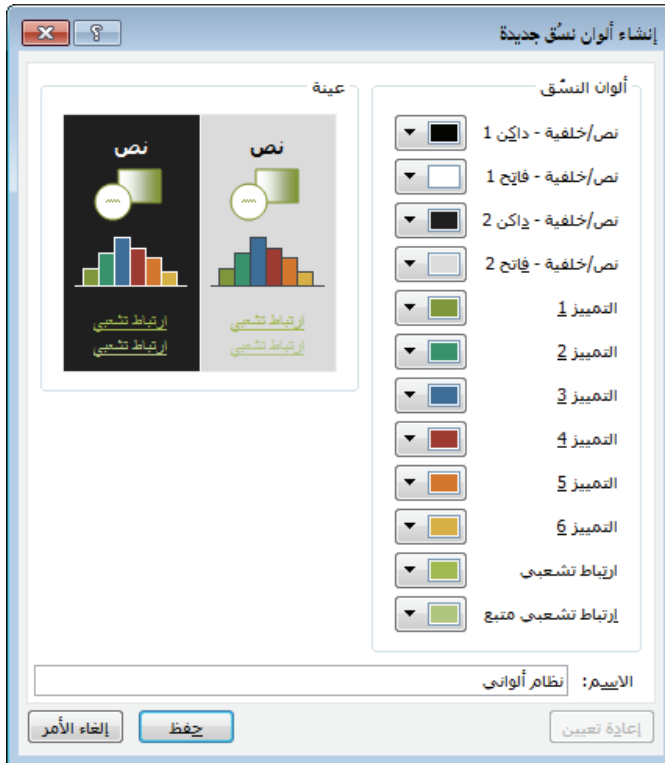 إنشاء ألوان نسُق جديدة
ألوان النسُق
نص/خلفية - داكن 1
نص/خلفية - فاتح 1
نص/خلفية - داكن 2
نص/خلفية - فاتح 2
التمييز 1
التمييز 2
التمييز 3
التمييز 4
التمييز 5
التمييز 6
ارتباط تشعبي
إرتباط تشعبي متبع
عينة
نص
نص
ارتباط تشعبي
ارتباط تشعبي
ارتباط تشعبي
ارتباط تشعبي
الاسم: نظام ألواني
إعادة تعيين
حفظ
إلغاء الأمر